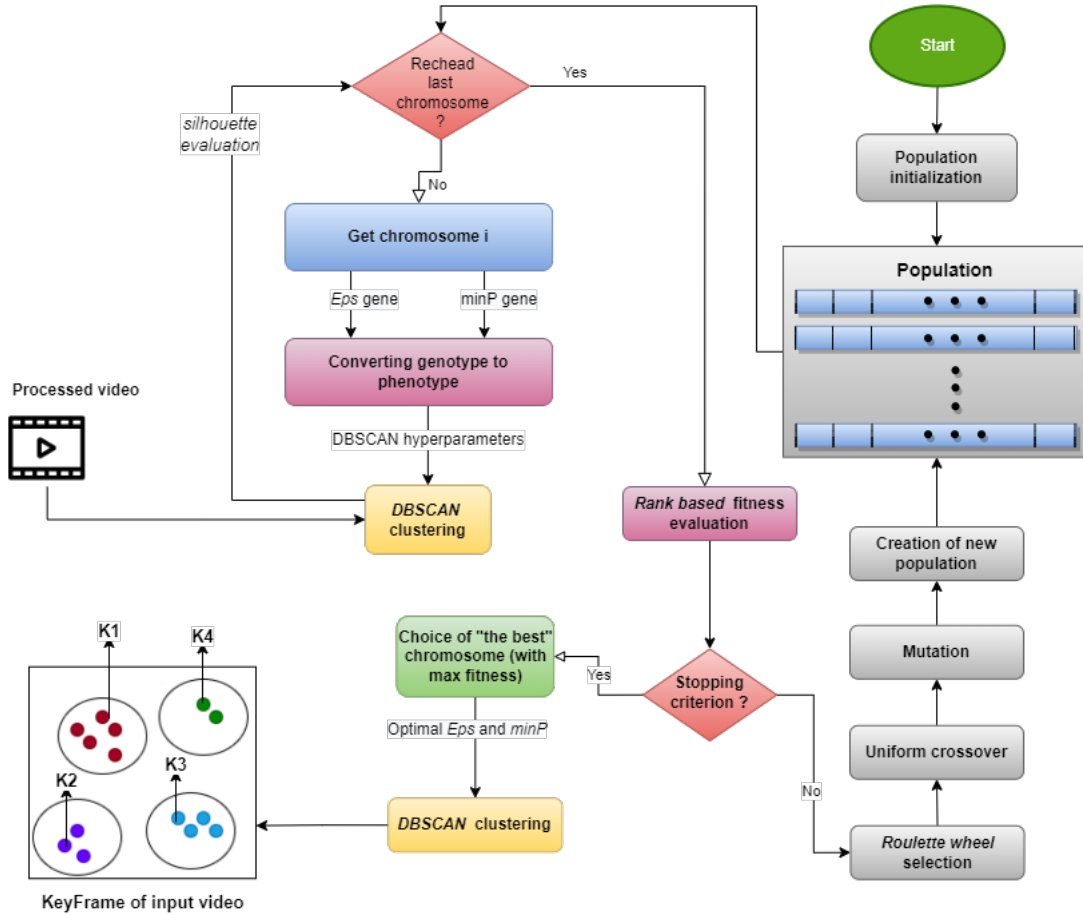 Start
Population
initialization
Population
Rechead
last
chromosome
?
Yes
No
silhouette
evaluation
Get chromosome i
Eps gene
minP gene
Converting genotype to
phenotype
DBSCAN hyperparameters
Processed video
DBSCAN
clustering
Rank based fitness
evaluation
Stopping
criterion ?
Yes
No
Choice of "the best"
chromosome (with
max fitness)
Optimal Eps and minP
DBSCAN clustering
Roulette wheel
selection
Uniform crossover
Mutation
Creation of new
population
K1
K4
K2
K3
KeyFrame of input video